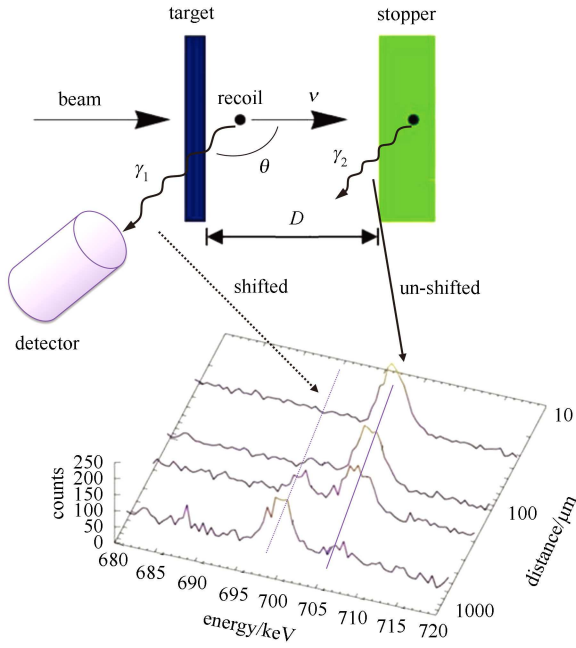 target
stopper
beam
recoil
v
γ1
θ
γ2
D
shifted
un-shifted
detector
10
100
1000
distance/μm
250
200
150
100
50
0
counts
680
685
690
695
700
705
710
715
720
energy/keV